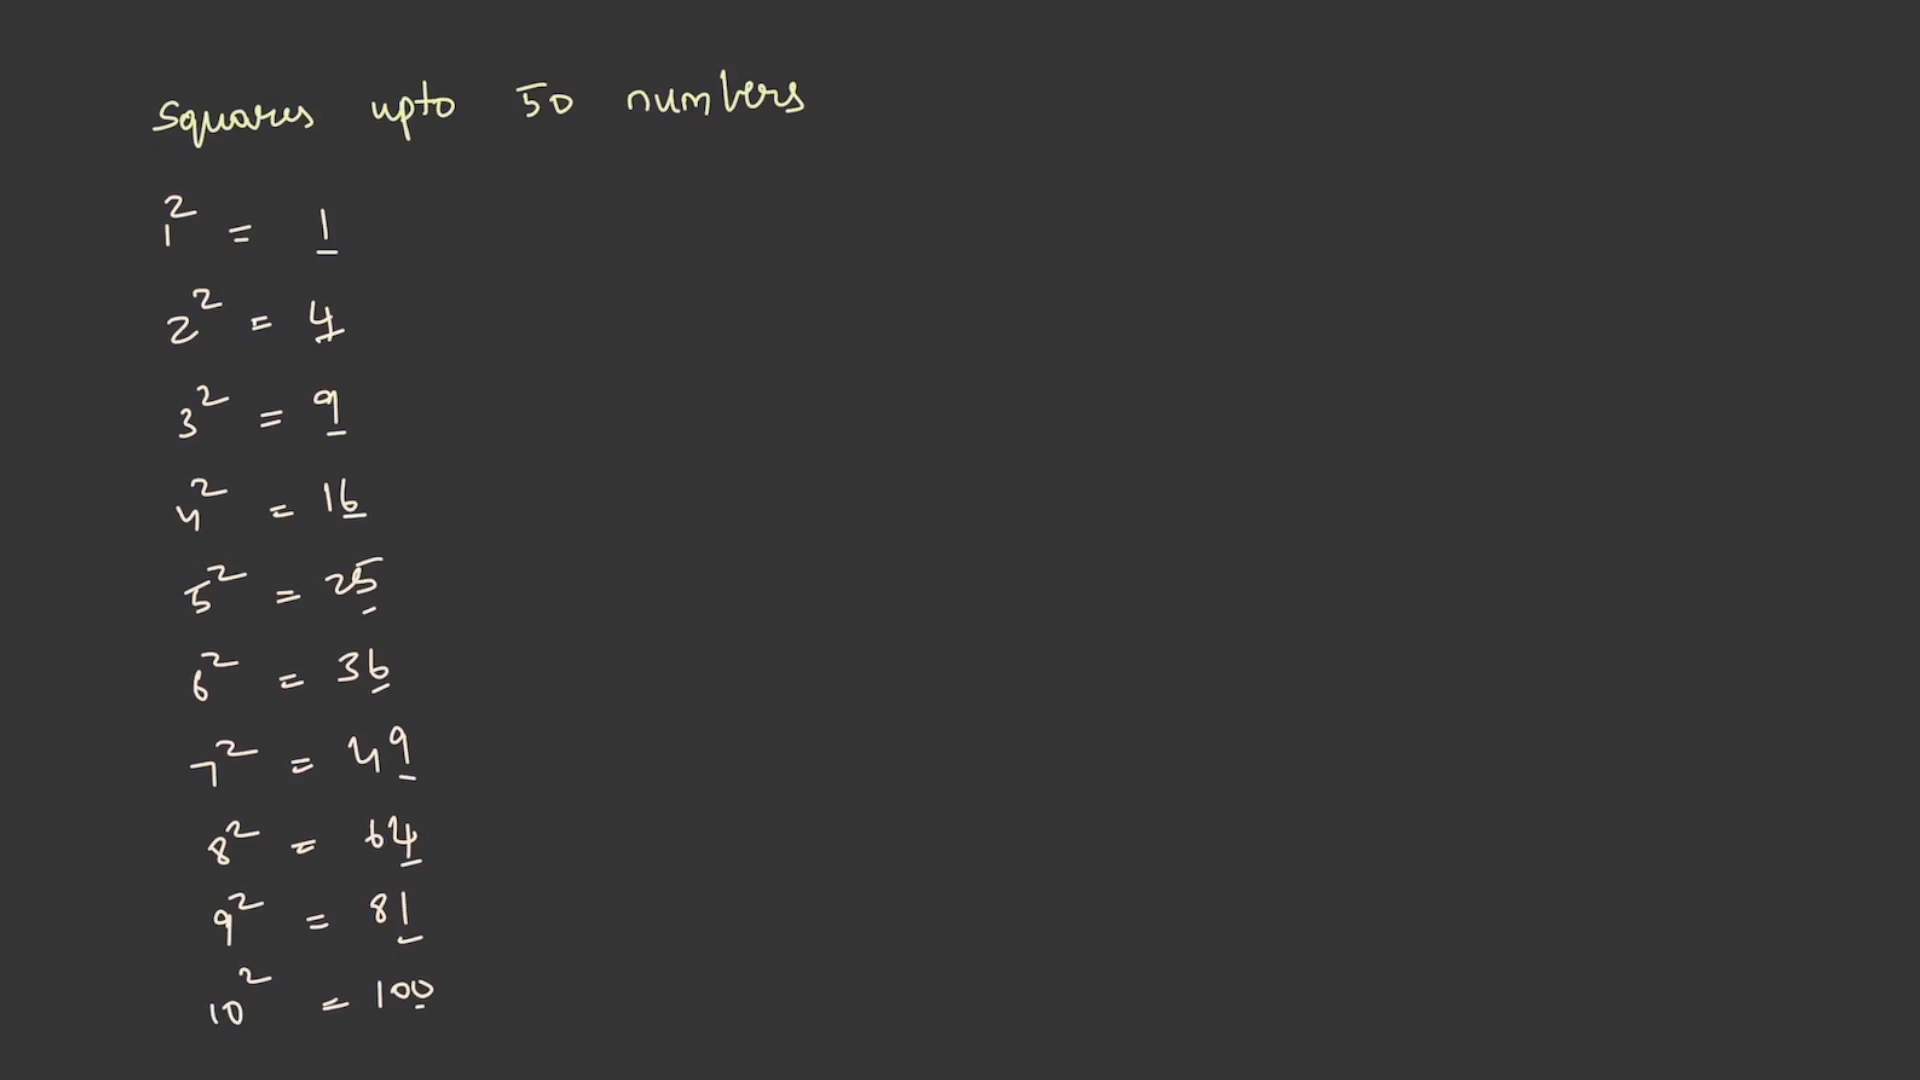 Squares upto 50 numbers
1² = 1
2² = 4
3² = 9
4² = 16
5² = 25
6² = 36
7² = 49
8² = 64
9² = 81
10² = 100